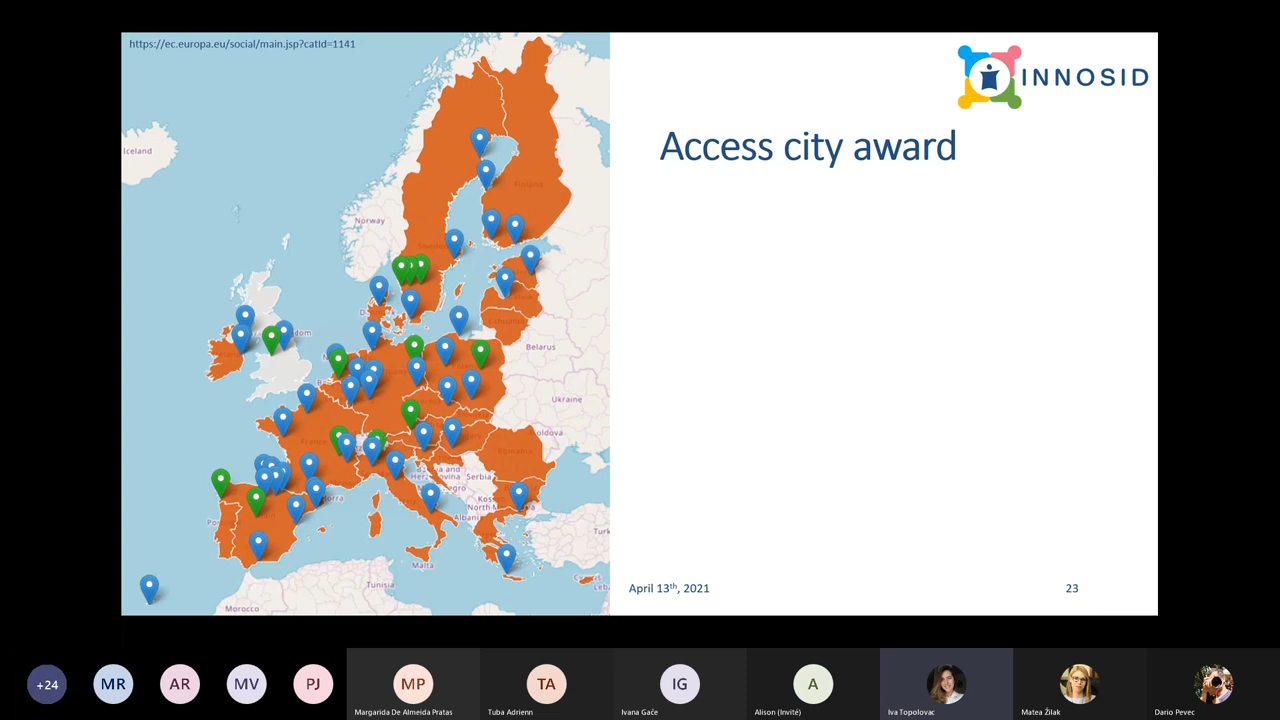 https://ec.europa.eu/social/main.jsp?catId=1141
INNOSID
Access city award
Iceland
Norway
Belarus
Ukraine
Serbia
Malta
Tunisia
Morocco
April 13th, 2021
23
+24
MR
AR
MV
PJ
MP
Margarida De Almeida Pratas
TA
Tuba Adrienn
IG
Ivana Gače
A
Alison (Invité)
Iva Topolovac
Matea Žilak
Dario Pevec